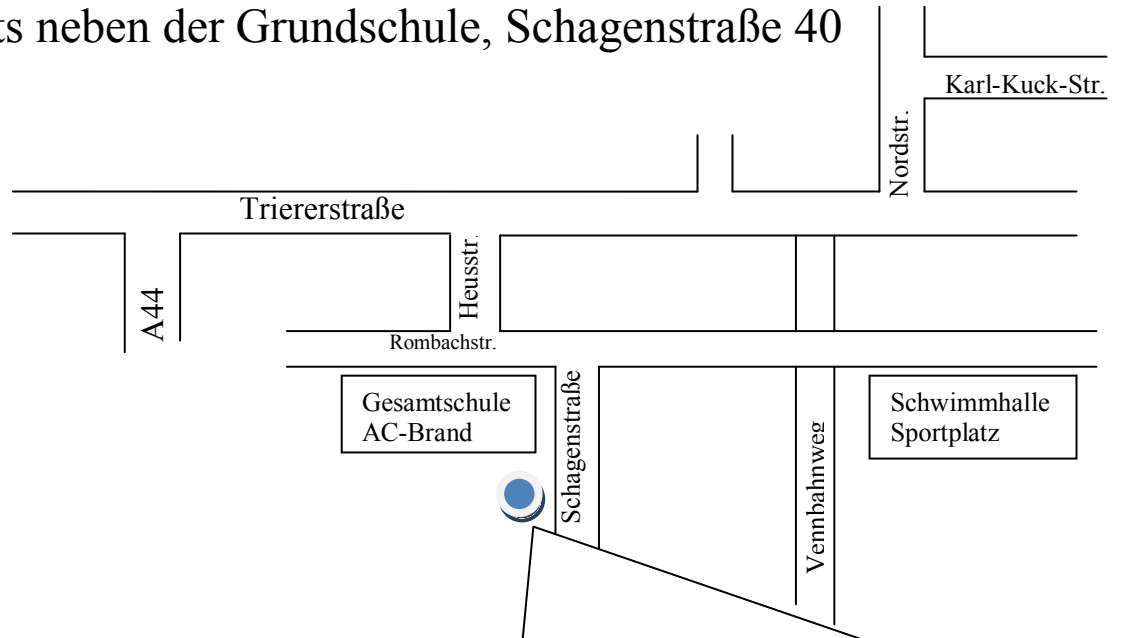 ts neben der Grundschule, Schagenstraße 40
Karl-Kuck-Str.
Nordstr.
Triererstraße
Heusstr.
A44
Rombachstr.
Gesamtschule
AC-Brand
Schagenstraße
Schwimmhalle
Sportplatz
Vennbahnweg